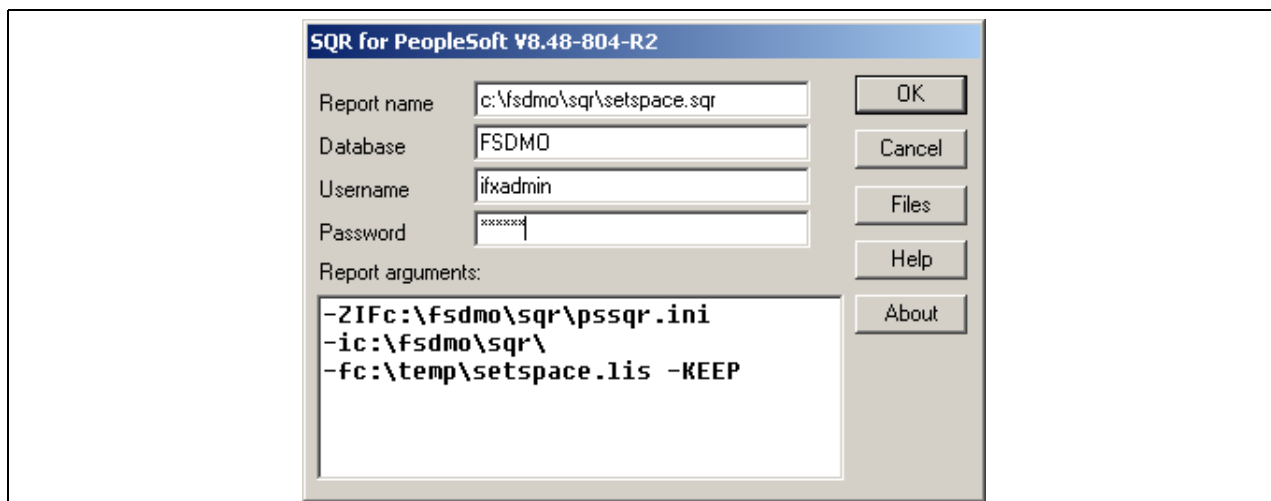 SQR for PeopleSoft V8.48-804-R2
Report name c:\fsdmo\sqr\setspace.sqr
OK
Database FSDMO
Cancel
Username ifxadmin
Files
Password ******
Help
Report arguments:
About
-ZIFc:\fsdmo\sqr\pssqr.ini
-ic:\fsdmo\sqr\
-fc:\temp\setspace.lis -KEEP